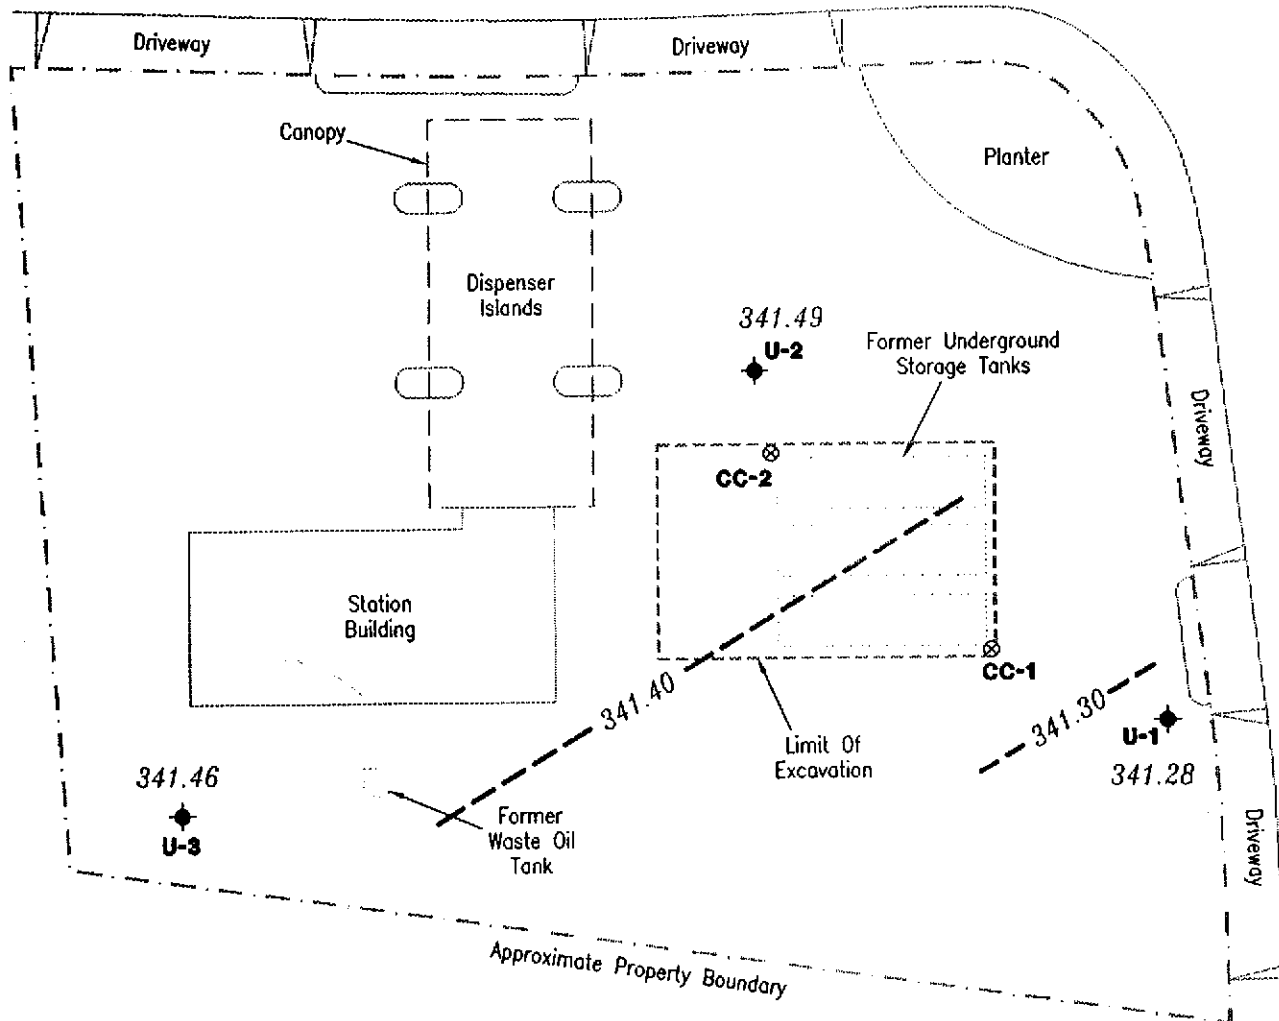 Driveway
Driveway
Canopy
Planter
Dispenser
Islands
341.49
U-2
Former Underground
Storage Tanks
Driveway
CC-2
Station
Building
CC-1
341.40
341.30
U-1
341.28
Limit Of
Excavation
341.46
U-3
Former
Waste Oil
Tank
Driveway
Approximate Property Boundary